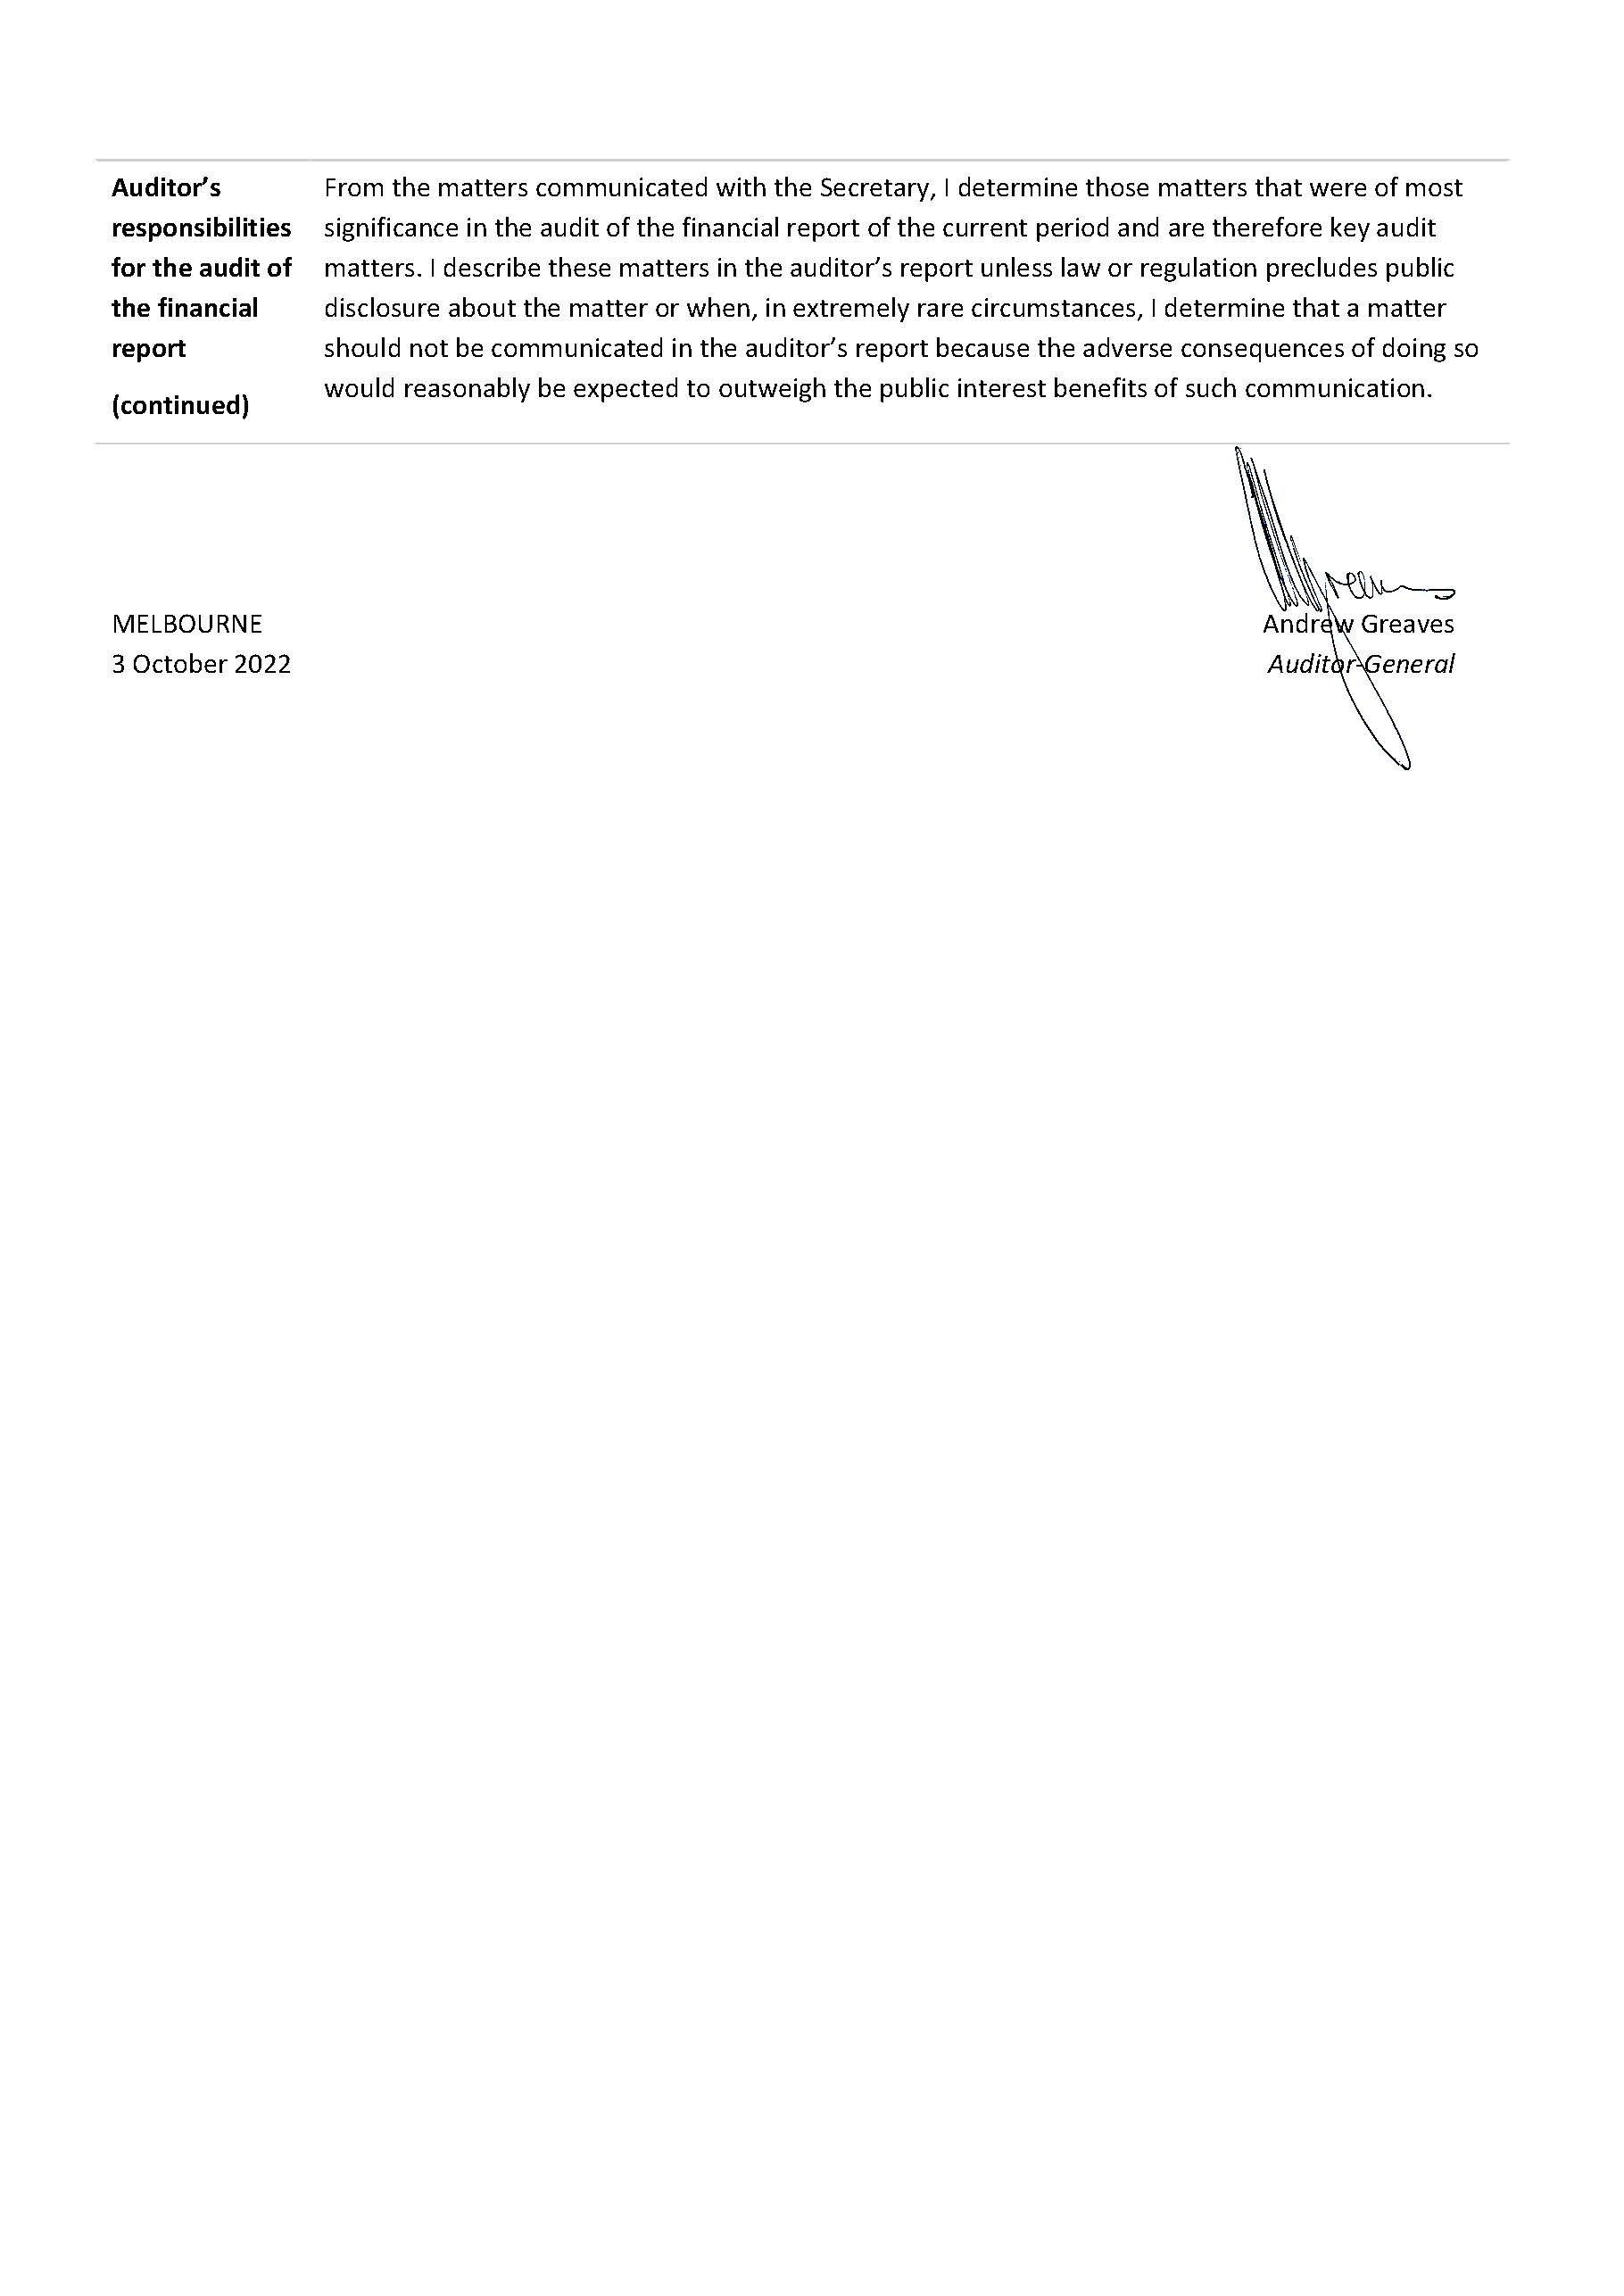 Auditor's
responsibilities
for the audit of
the financial
report
(continued)
From the matters communicated with the Secretary, I determine those matters that were of most
significance in the audit of the financial report of the current period and are therefore key audit
matters. I describe these matters in the auditor's report unless law or regulation precludes public
disclosure about the matter or when, in extremely rare circumstances, I determine that a matter
should not be communicated in the auditor's report because the adverse consequences of doing so
would reasonably be expected to outweigh the public interest benefits of such communication.
MELBOURNE
3 October 2022
Andrew Greaves
Auditor-General